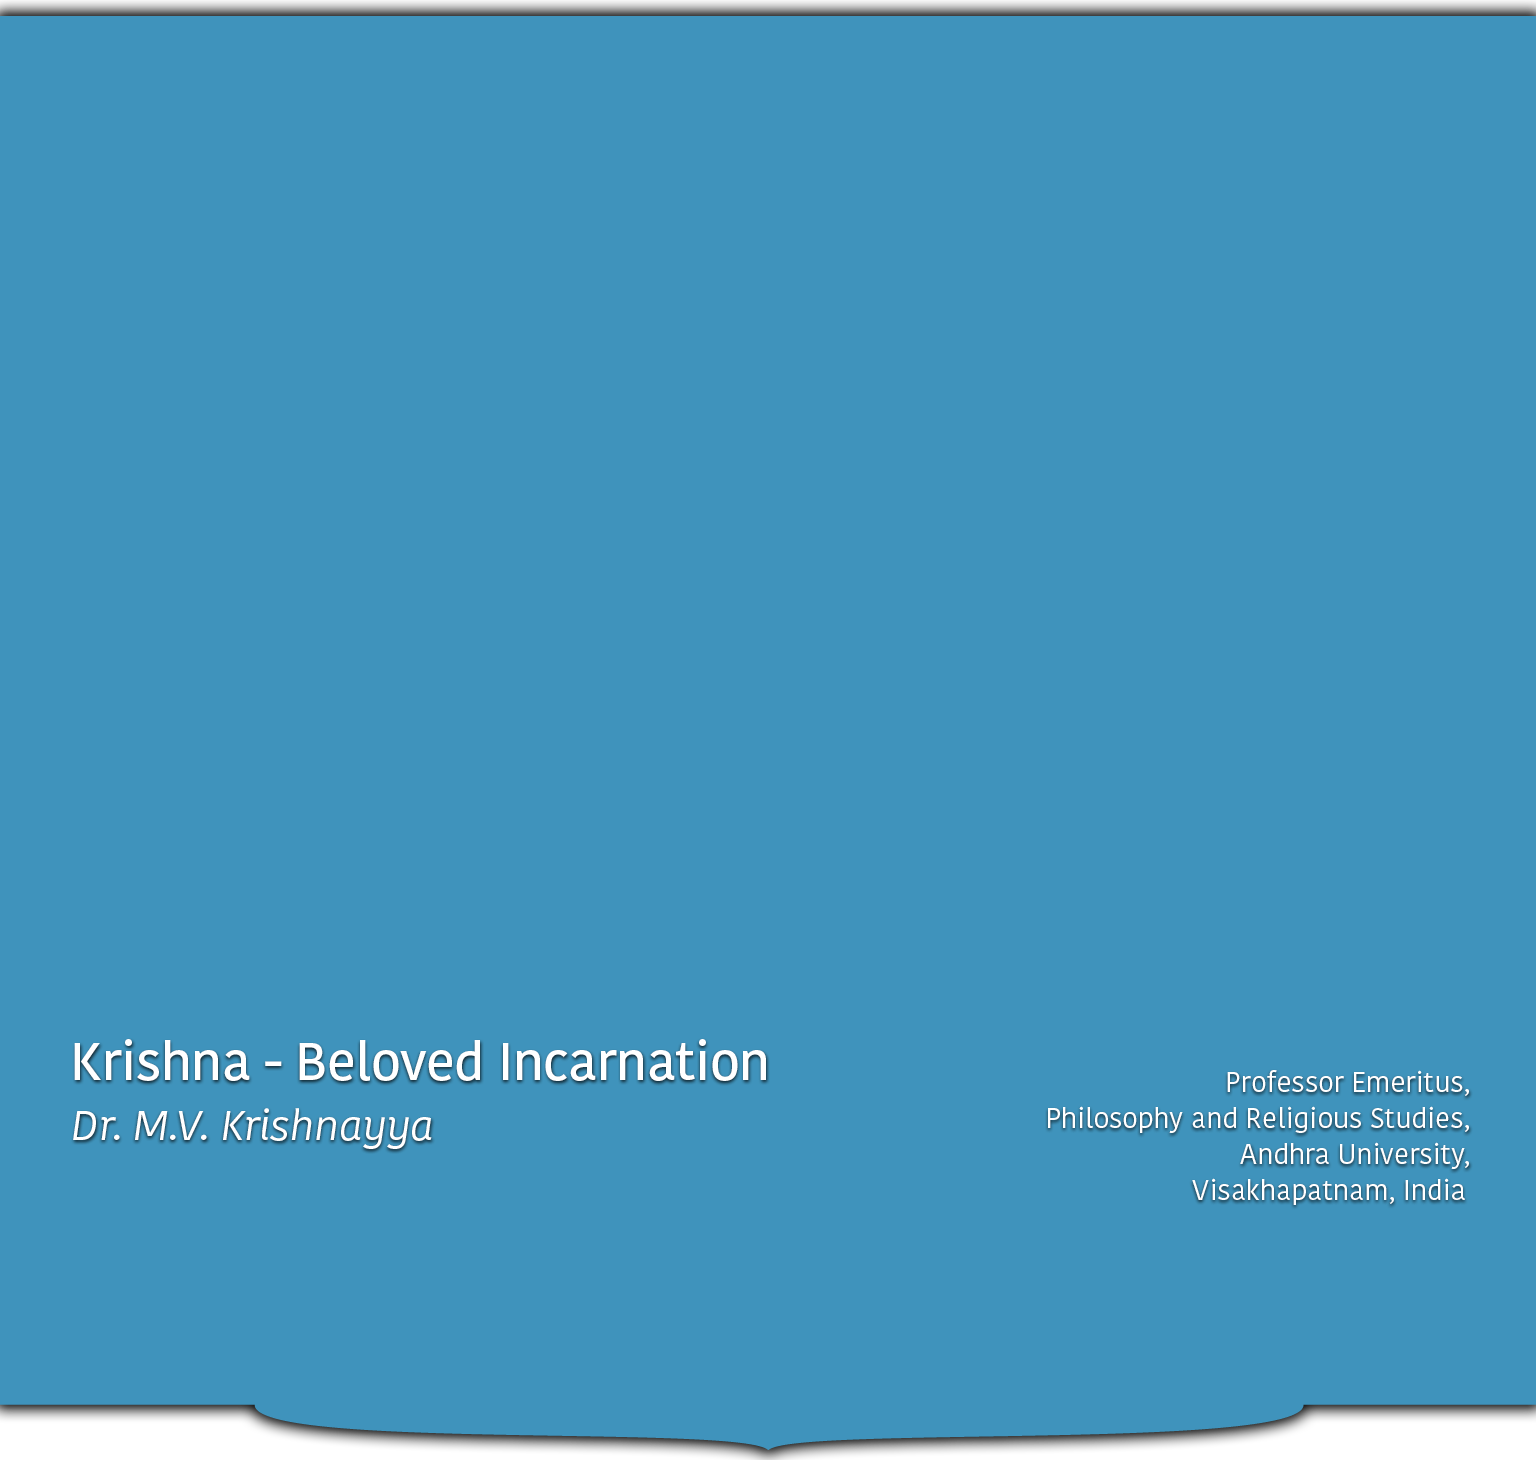 Krishna - Beloved Incarnation
Dr. M.V. Krishnayya
Professor Emeritus,
Philosophy and Religious Studies,
Andhra University,
Visakhapatnam, India